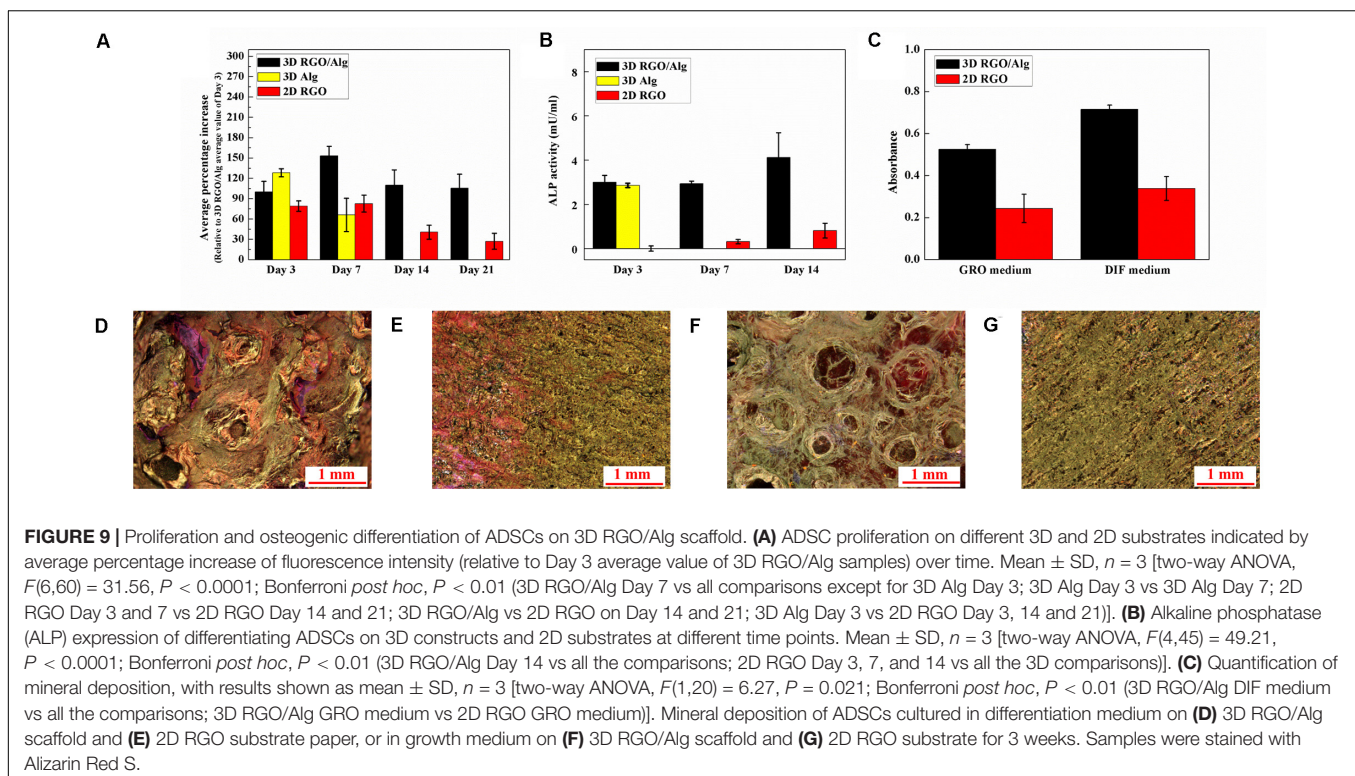 A
Average percentage increase
(Relative to 3D RGO/Alg average value of Day 3)
300
270
240
210
180
150
120
90
60
30
0
3D RGO/Alg
3D Alg
2D RGO
Day 3 Day 7 Day 14 Day 21
B
ALP activity (mU/ml)
8
6
4
2
0
3D RGO/Alg
3D Alg
2D RGO
Day 3 Day 7 Day 14
C
Absorbance
1.0
0.8
0.6
0.4
0.2
0.0
3D RGO/Alg
2D RGO
GRO medium DIF medium
D
1 mm
E
1 mm
F
1 mm
G
1 mm
FIGURE 9 | Proliferation and osteogenic differentiation of ADSCs on 3D RGO/Alg scaffold. (A) ADSC proliferation on different 3D and 2D substrates indicated by
average percentage increase of fluorescence intensity (relative to Day 3 average value of 3D RGO/Alg samples) over time. Mean ± SD, n = 3 [two-way ANOVA,
F(6,60) = 31.56, P < 0.0001; Bonferroni post hoc, P < 0.01 (3D RGO/Alg Day 7 vs all comparisons except for 3D Alg Day 3; 3D Alg Day 3 vs 3D Alg Day 7; 2D
RGO Day 3 and 7 vs 2D RGO Day 14 and 21; 3D RGO/Alg vs 2D RGO on Day 14 and 21; 3D Alg Day 3 vs 2D RGO Day 3, 14 and 21)]. (B) Alkaline phosphatase
(ALP) expression of differentiating ADSCs on 3D constructs and 2D substrates at different time points. Mean ± SD, n = 3 [two-way ANOVA, F(4,45) = 49.21,
P < 0.0001; Bonferroni post hoc, P < 0.01 (3D RGO/Alg Day 14 vs all the comparisons; 2D RGO Day 3, 7, and 14 vs all the 3D comparisons)]. (C) Quantification of
mineral deposition, with results shown as mean ± SD, n = 3 [two-way ANOVA, F(1,20) = 6.27, P = 0.021; Bonferroni post hoc, P < 0.01 (3D RGO/Alg DIF medium
vs all the comparisons; 3D RGO/Alg GRO medium vs 2D RGO GRO medium)]. Mineral deposition of ADSCs cultured in differentiation medium on (D) 3D RGO/Alg
scaffold and (E) 2D RGO substrate paper, or in growth medium on (F) 3D RGO/Alg scaffold and (G) 2D RGO substrate for 3 weeks. Samples were stained with
Alizarin Red S.